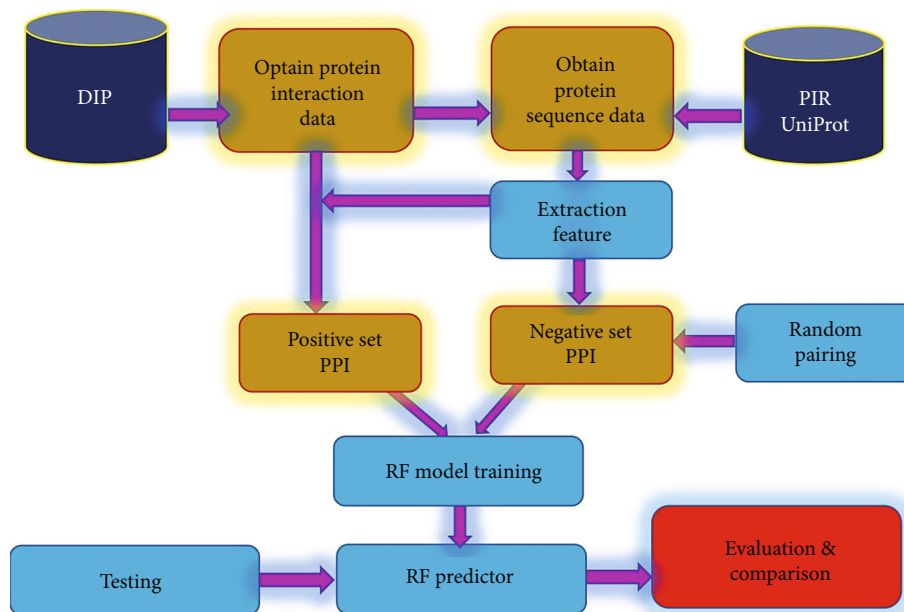 DIP
Optain protein
interaction
data
Obtain
protein
sequence data
PIR
UniProt
Extraction
feature
Positive set
PPI
Negative set
PPI
Random
pairing
RF model training
Testing
RF predictor
Evaluation &
comparison